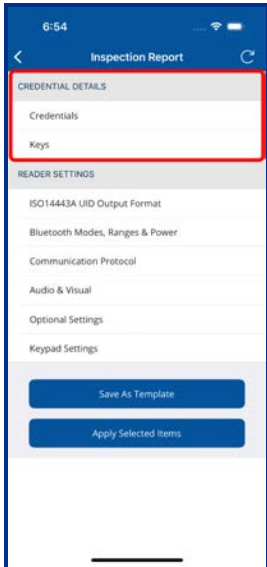 6:54
Inspection Report
CREDENTIAL DETAILS
Credentials
Keys
READER SETTINGS
ISO14443A UID Output Format
Bluetooth Modes, Ranges & Power
Communication Protocol
Audio & Visual
Optional Settings
Keypad Settings
Save As Template
Apply Selected Items